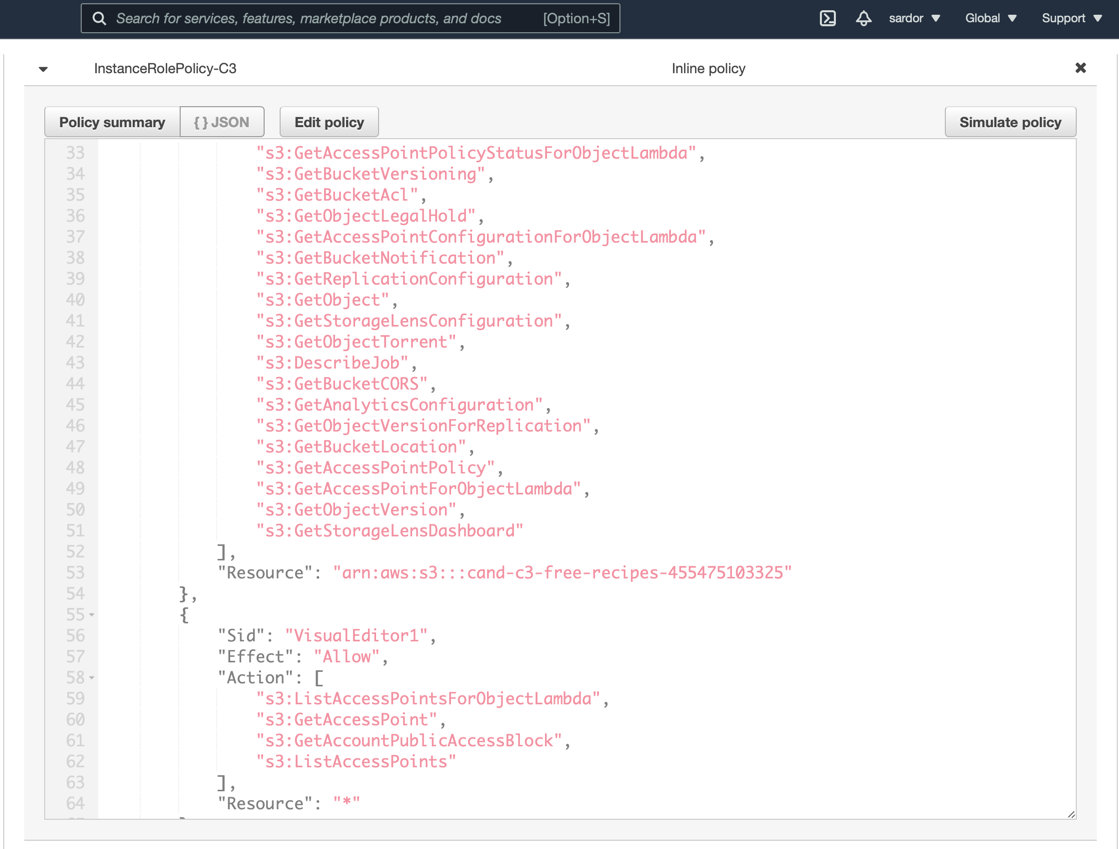 Search for services, features, marketplace products, and docs [Option+S] sardor Global Support
InstanceRolePolicy-C3 Inline policy
Policy summary { } JSON Edit policy Simulate policy
33 "s3:GetAccessPointPolicyStatusForObjectLambda",
34 "s3:GetBucketVersioning",
35 "s3:GetBucketAcl",
36 "s3:GetObjectLegalHold",
37 "s3:GetAccessPointConfigurationForObjectLambda",
38 "s3:GetBucketNotification",
39 "s3:GetReplicationConfiguration",
40 "s3:GetObject",
41 "s3:GetStorageLensConfiguration",
42 "s3:GetObjectTorrent",
43 "s3:DescribeJob",
44 "s3:GetBucketCORS",
45 "s3:GetAnalyticsConfiguration",
46 "s3:GetObjectVersionForReplication",
47 "s3:GetBucketLocation",
48 "s3:GetAccessPointPolicy",
49 "s3:GetAccessPointForObjectLambda",
50 "s3:GetObjectVersion",
51 "s3:GetStorageLensDashboard"
52 ],
53 "Resource": "arn:aws:s3:::cand-c3-free-recipes-455475103325"
54 },
55 {
56 "Sid": "VisualEditor1",
57 "Effect": "Allow",
58 "Action": [
59 "s3:ListAccessPointsForObjectLambda",
60 "s3:GetAccessPoint",
61 "s3:GetAccountPublicAccessBlock",
62 "s3:ListAccessPoints"
63 ],
64 "Resource": "*"